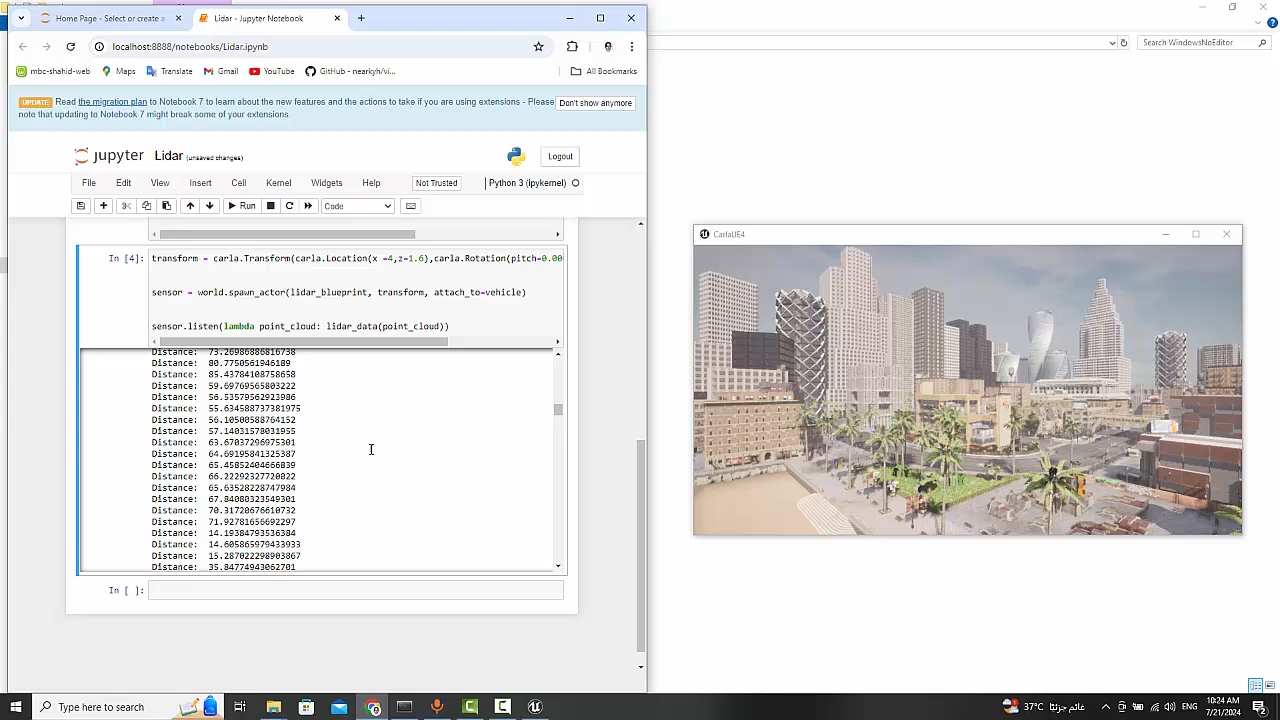 Home Page - Select or create a
Lidar - Jupyter Notebook
localhost:8888/notebooks/Lidar.ipynb
Search WindowsNoEditor
mbc-shahid-web
Maps
Translate
Gmail
YouTube
GitHub - nearkyh/vi...
All Bookmarks
UPDATE Read the migration plan to Notebook 7 to learn about the new features and the actions to take if you are using extensions - Please
note that updating to Notebook 7 might break some of your extensions.
Don't show anymore
jupyter Lidar (unsaved changes)
Logout
File Edit View Insert Cell Kernel Widgets Help
Not Trusted
Python 3 (ipykernel)
Run
Code
In [4]:
transform = carla.Transform(carla.Location(x =4,z=1.6),carla.Rotation(pitch=0.00
sensor = world.spawn_actor(lidar_blueprint, transform, attach_to=vehicle)
sensor.listen(lambda point_cloud: lidar_data(point_cloud))
Distance: 73.26986886816738
Distance: 80.7750561946189
Distance: 85.43784108758658
Distance: 59.69769565803222
Distance: 56.53579562923986
Distance: 55.634588737381975
Distance: 56.10600588764152
Distance: 57.14031578031955
Distance: 63.67037296975301
Distance: 64.69195841325387
Distance: 65.45852404666839
Distance: 66.22292327720822
Distance: 65.63528228747984
Distance: 67.84080323549301
Distance: 70.31728676610732
Distance: 71.92781656692297
Distance: 14.19384793536384
Distance: 14.605865979433933
Distance: 15.287022298903867
Distance: 35.84774943062701
In [ ]:
CarlaUE4
Type here to search
37°C غائم جزئيًا
ENG
10:24 AM
7/21/2024